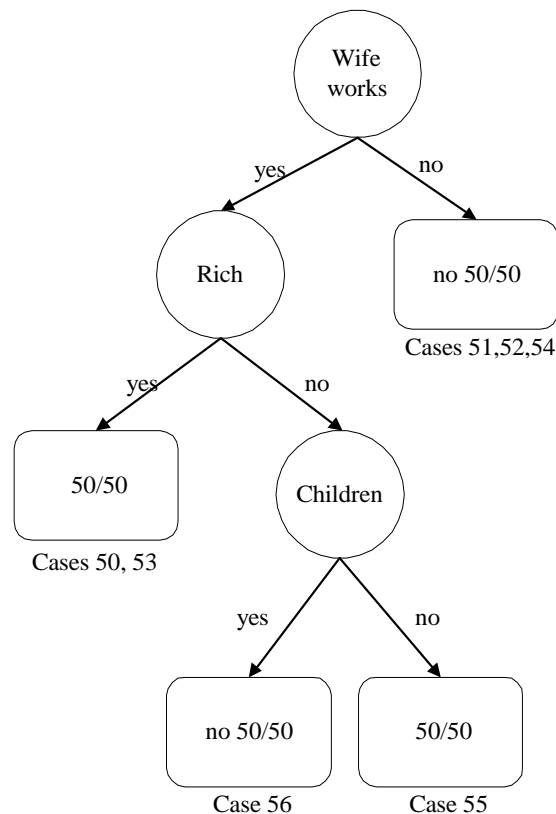 Wife
works
yes
no
Rich
no 50/50
Cases 51,52,54
yes
no
50/50
Children
Cases 50, 53
yes
no
no 50/50
50/50
Case 56
Case 55